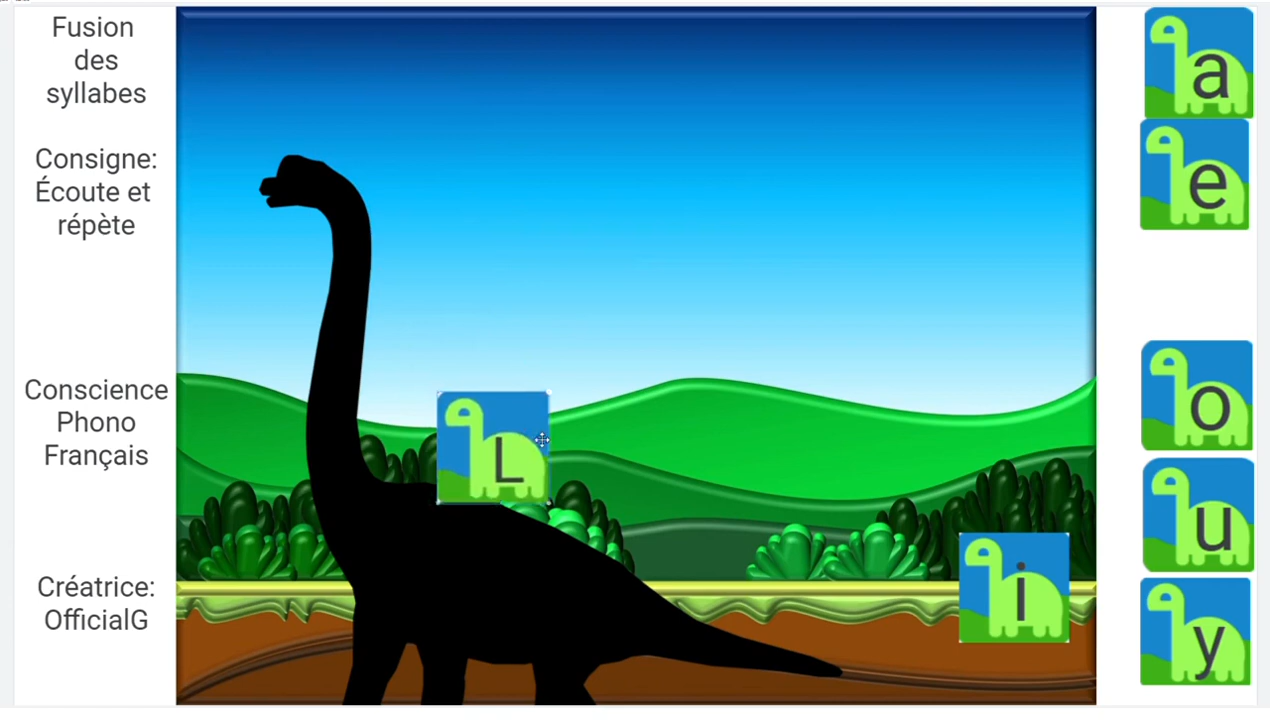 Fusion
des
syllabes
Consigne:
Écoute et
répète
Conscience
Phono
Français
Créatrice:
OfficialG
L
i
a
e
o
u
y